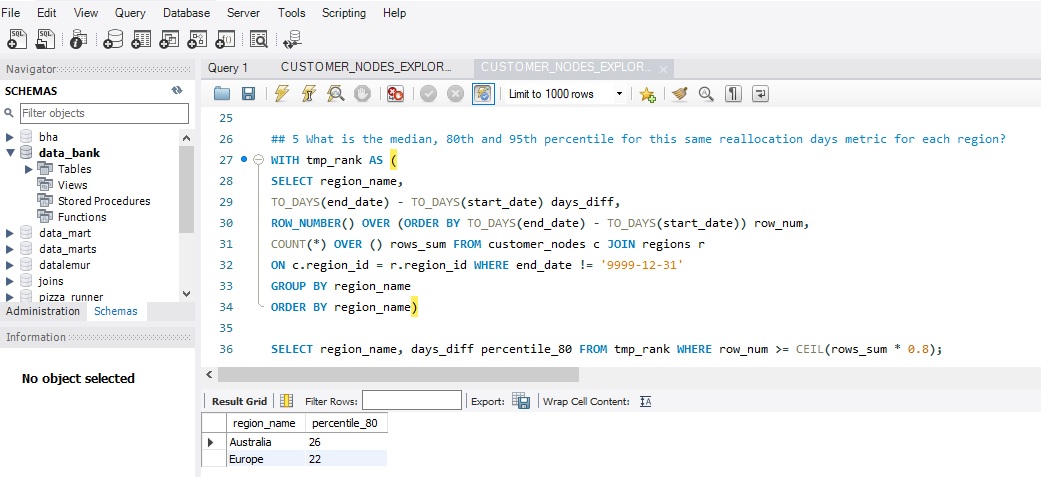 File Edit View Query Database Server Tools Scripting Help
Navigator
SCHEMAS
Filter objects
bha
data_bank
Tables
Views
Stored Procedures
Functions
data_mart
data_marts
datalemur
joins
pizza_runner
Administration Schemas
Information
No object selected
Query 1 CUSTOMER_NODES_EXPLOR... CUSTOMER_NODES_EXPLOR...
Limit to 1000 rows
25
26 ## 5 What is the median, 80th and 95th percentile for this same reallocation days metric for each region?
27 WITH tmp_rank AS (
28 SELECT region_name,
29 TO_DAYS(end_date) - TO_DAYS(start_date) days_diff,
30 ROW_NUMBER() OVER (ORDER BY TO_DAYS(end_date) - TO_DAYS(start_date)) row_num,
31 COUNT(*) OVER () rows_sum FROM customer_nodes c JOIN regions r
32 ON c.region_id = r.region_id WHERE end_date != '9999-12-31'
33 GROUP BY region_name
34 ORDER BY region_name)
35
36 SELECT region_name, days_diff percentile_80 FROM tmp_rank WHERE row_num >= CEIL(rows_sum * 0.8);
Result Grid Filter Rows: Export: Wrap Cell Content: IA
region_name percentile_80
Australia 26
Europe 22